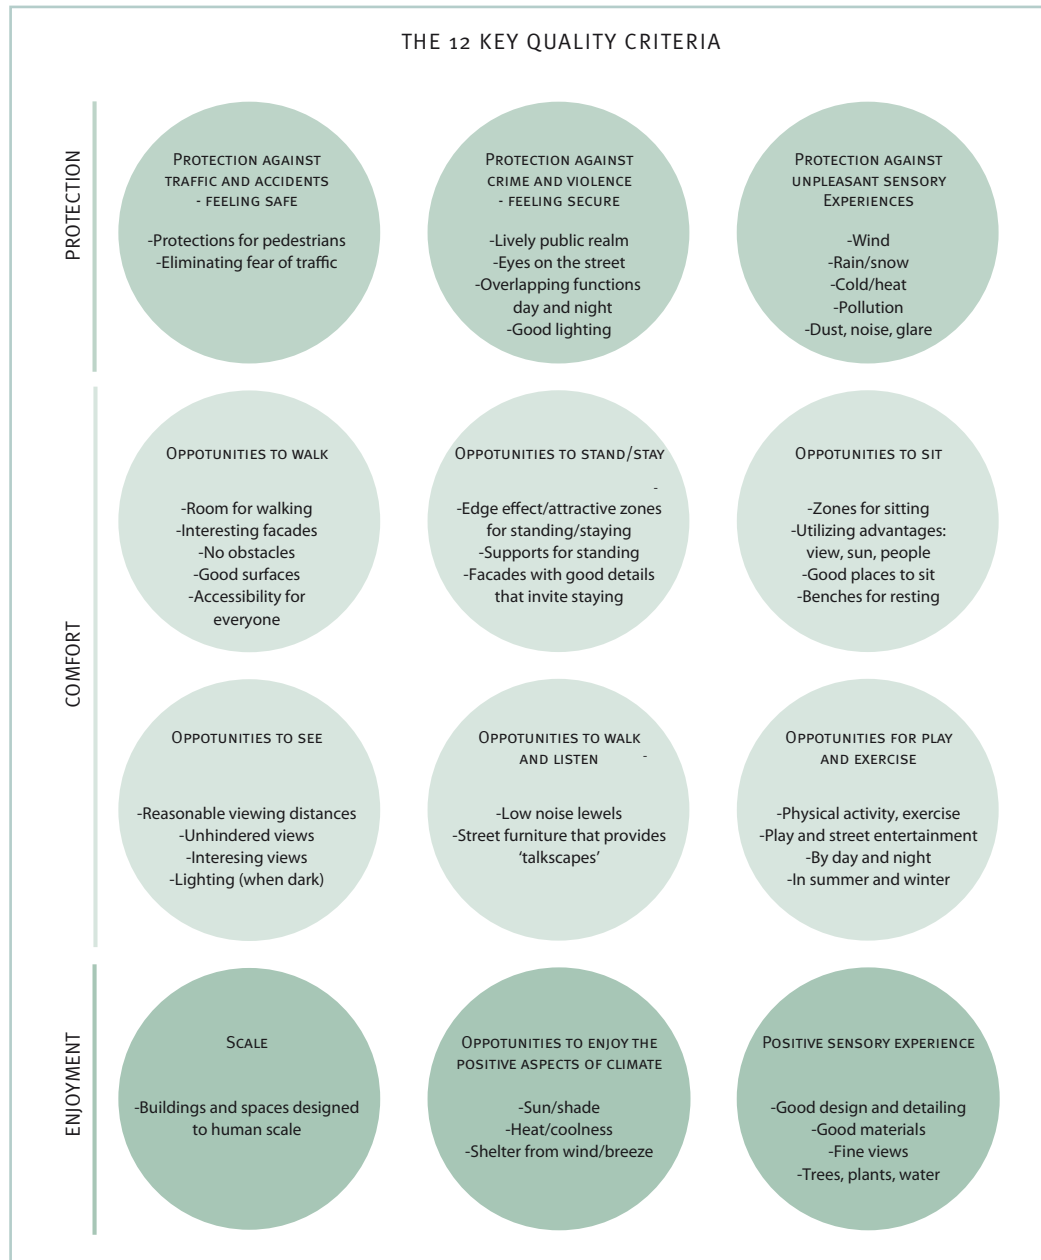 THE 12 KEY QUALITY CRITERIA
PROTECTION
PROTECTION AGAINST
TRAFFIC AND ACCIDENTS
- FEELING SAFE
-Protections for pedestrians
-Eliminating fear of traffic
PROTECTION AGAINST
CRIME AND VIOLENCE
- FEELING SECURE
-Lively public realm
-Eyes on the street
-Overlapping functions
day and night
-Good lighting
PROTECTION AGAINST
UNPLEASANT SENSORY
EXPERIENCES
-Wind
-Rain/snow
-Cold/heat
-Pollution
-Dust, noise, glare
COMFORT
OPPOTUNITIES TO WALK
-Room for walking
-Interesting facades
-No obstacles
-Good surfaces
-Accessibility for
everyone
OPPOTUNITIES TO STAND/STAY
-
-Edge effect/attractive zones
for standing/staying
-Supports for standing
-Facades with good details
that invite staying
OPPOTUNITIES TO SIT
-Zones for sitting
-Utilizing advantages:
view, sun, people
-Good places to sit
-Benches for resting
OPPOTUNITIES TO SEE
-Reasonable viewing distances
-Unhindered views
-Interesing views
-Lighting (when dark)
OPPOTUNITIES TO WALK
AND LISTEN -
-Low noise lewels
-Street furniture that provides
‘talkscapes’
OPPOTUNITIES FOR PLAY
AND EXERCISE
-Physical activity, exercise
-Play and street entertainment
-By day and night
-In summer and winter
ENJOYMENT
SCALE
-Buildings and spaces designed
to human scale
OPPOTUNITIES TO ENJOY THE
POSITIVE ASPECTS OF CLIMATE
-Sun/shade
-Heat/coolness
-Shelter from wind/breeze
POSITIVE SENSORY EXPERIENCE
-Good design and detailing
-Good materials
-Fine views
-Trees, plants, water